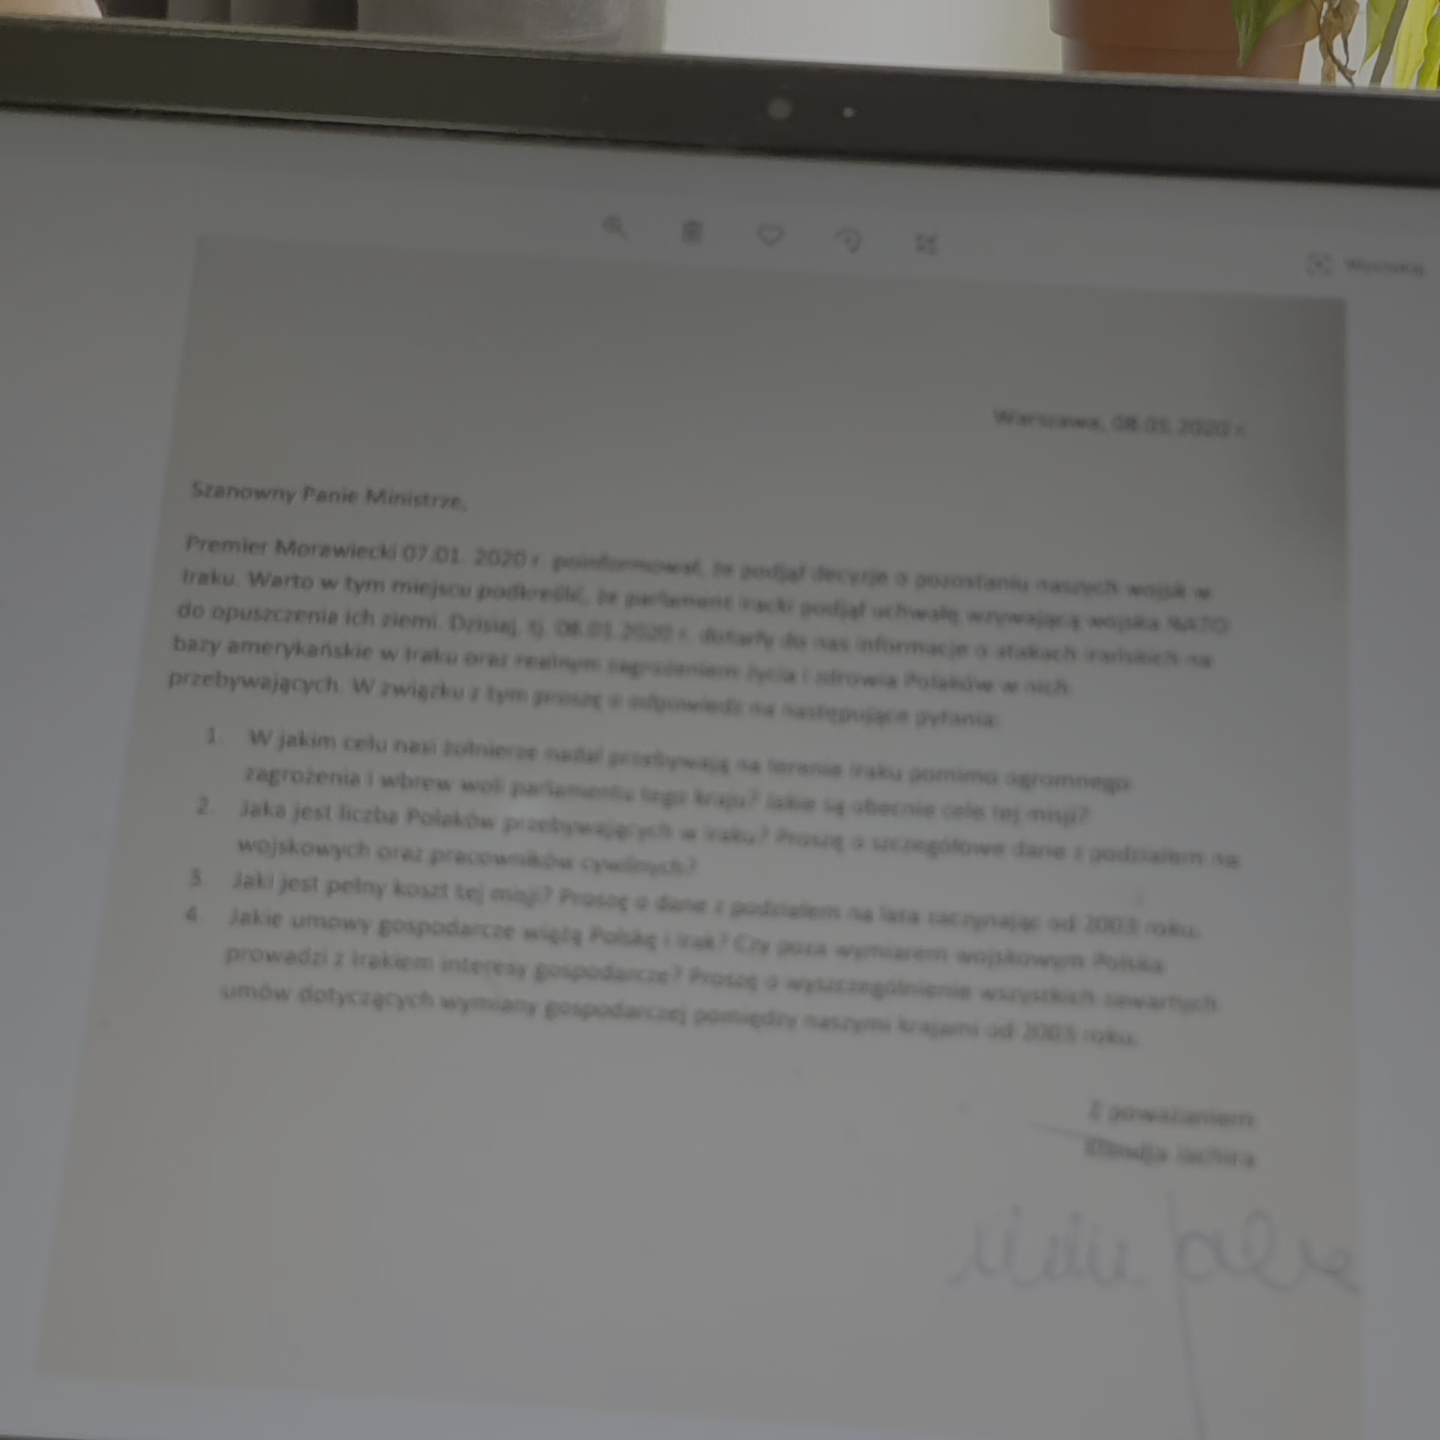 Wyszukaj
Warszawa, 08.01.2020 r.
Szanowny Panie Ministrze,
Premier Morawiecki 07.01. 2020 r. poinformował, że podjął decyzje o pozostaniu naszych wojsk w
Iraku. Warto w tym miejscu podkreślić, że parlament iracki podjął uchwałę wzywającą wojska NATO
do opuszczenia ich ziemi. Dzisiaj, tj. 08.01.2020 r. dotarły do nas informacje o atakach irańskich na
bazy amerykańskie w Iraku oraz realnym zagrożeniem życia i zdrowia Polaków w nich
przebywających. W związku z tym proszę o odpowiedź na następujące pytania:
1. W jakim celu nasi żołnierze nadal przebywają na terenie Iraku pomimo ogromnego
zagrożenia i wbrew woli parlamentu tego kraju? Jakie są obecnie cele tej misji?
2. Jaka jest liczba Polaków przebywających w Iraku? Proszę o szczegółowe dane z podziałem na
wojskowych oraz pracowników cywilnych?
3. Jaki jest pełny koszt tej misji? Proszę o dane z podziałem na lata zaczynając od 2003 roku.
4. Jakie umowy gospodarcze wiążą Polskę i Irak? Czy poza wymiarem wojskowym Polska
prowadzi z Irakiem interesy gospodarcze? Proszę o wyszczególnienie wszystkich zawartych
umów dotyczących wymiany gospodarczej pomiędzy naszymi krajami od 2003 roku.
Z poważaniem
Klaudia Jachira